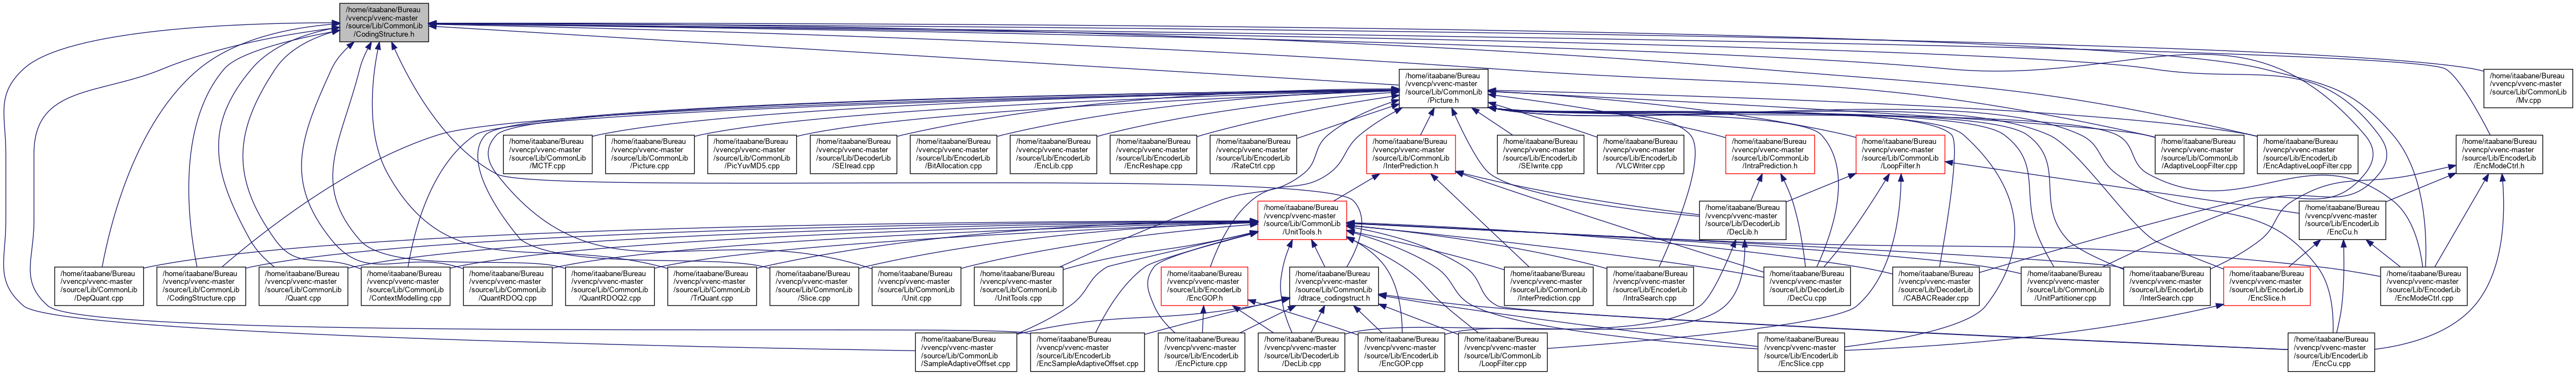 /home/itaabane/Bureau
/vvencp/vvenc-master
/source/Lib/CommonLib
/CodingStructure.h
/home/itaabane/Bureau
/vvencp/vvenc-master
/source/Lib/CommonLib
/Picture.h
/home/itaabane/Bureau
/vvencp/vvenc-master
/source/Lib/CommonLib
/Mv.cpp
/home/itaabane/Bureau
/vvencp/vvenc-master
/source/Lib/CommonLib
/MCTF.cpp
/home/itaabane/Bureau
/vvencp/vvenc-master
/source/Lib/CommonLib
/Picture.cpp
/home/itaabane/Bureau
/vvencp/vvenc-master
/source/Lib/CommonLib
/PicYuvMD5.cpp
/home/itaabane/Bureau
/vvencp/vvenc-master
/source/Lib/DecoderLib
/SEIread.cpp
/home/itaabane/Bureau
/vvencp/vvenc-master
/source/Lib/EncoderLib
/BitAllocation.cpp
/home/itaabane/Bureau
/vvencp/vvenc-master
/source/Lib/EncoderLib
/EncLib.cpp
/home/itaabane/Bureau
/vvencp/vvenc-master
/source/Lib/EncoderLib
/EncReshape.cpp
/home/itaabane/Bureau
/vvencp/vvenc-master
/source/Lib/EncoderLib
/RateCtrl.cpp
/home/itaabane/Bureau
/vvencp/vvenc-master
/source/Lib/CommonLib
/InterPrediction.h
/home/itaabane/Bureau
/vvencp/vvenc-master
/source/Lib/EncoderLib
/SEIwrite.cpp
/home/itaabane/Bureau
/vvencp/vvenc-master
/source/Lib/EncoderLib
/VLCWriter.cpp
/home/itaabane/Bureau
/vvencp/vvenc-master
/source/Lib/CommonLib
/IntraPrediction.h
/home/itaabane/Bureau
/vvencp/vvenc-master
/source/Lib/CommonLib
/LoopFilter.h
/home/itaabane/Bureau
/vvencp/vvenc-master
/source/Lib/CommonLib
/AdaptiveLoopFilter.cpp
/home/itaabane/Bureau
/vvencp/vvenc-master
/source/Lib/EncoderLib
/EncAdaptiveLoopFilter.cpp
/home/itaabane/Bureau
/vvencp/vvenc-master
/source/Lib/EncoderLib
/EncModeCtrl.h
/home/itaabane/Bureau
/vvencp/vvenc-master
/source/Lib/CommonLib
/UnitTools.h
/home/itaabane/Bureau
/vvencp/vvenc-master
/source/Lib/DecoderLib
/DecLib.h
/home/itaabane/Bureau
/vvencp/vvenc-master
/source/Lib/EncoderLib
/EncCu.h
/home/itaabane/Bureau
/vvencp/vvenc-master
/source/Lib/CommonLib
/DepQuant.cpp
/home/itaabane/Bureau
/vvencp/vvenc-master
/source/Lib/CommonLib
/CodingStructure.cpp
/home/itaabane/Bureau
/vvencp/vvenc-master
/source/Lib/CommonLib
/Quant.cpp
/home/itaabane/Bureau
/vvencp/vvenc-master
/source/Lib/CommonLib
/ContextModelling.cpp
/home/itaabane/Bureau
/vvencp/vvenc-master
/source/Lib/CommonLib
/QuantRDOQ.cpp
/home/itaabane/Bureau
/vvencp/vvenc-master
/source/Lib/CommonLib
/QuantRDOQ2.cpp
/home/itaabane/Bureau
/vvencp/vvenc-master
/source/Lib/CommonLib
/TrQuant.cpp
/home/itaabane/Bureau
/vvencp/vvenc-master
/source/Lib/CommonLib
/Slice.cpp
/home/itaabane/Bureau
/vvencp/vvenc-master
/source/Lib/CommonLib
/Unit.cpp
/home/itaabane/Bureau
/vvencp/vvenc-master
/source/Lib/CommonLib
/UnitTools.cpp
/home/itaabane/Bureau
/vvencp/vvenc-master
/source/Lib/EncoderLib
/EncGOP.h
/home/itaabane/Bureau
/vvencp/vvenc-master
/source/Lib/CommonLib
/dtrace_codingstruct.h
/home/itaabane/Bureau
/vvencp/vvenc-master
/source/Lib/CommonLib
/InterPrediction.cpp
/home/itaabane/Bureau
/vvencp/vvenc-master
/source/Lib/EncoderLib
/IntraSearch.cpp
/home/itaabane/Bureau
/vvencp/vvenc-master
/source/Lib/DecoderLib
/DecCu.cpp
/home/itaabane/Bureau
/vvencp/vvenc-master
/source/Lib/DecoderLib
/CABACReader.cpp
/home/itaabane/Bureau
/vvencp/vvenc-master
/source/Lib/CommonLib
/UnitPartitioner.cpp
/home/itaabane/Bureau
/vvencp/vvenc-master
/source/Lib/EncoderLib
/InterSearch.cpp
/home/itaabane/Bureau
/vvencp/vvenc-master
/source/Lib/EncoderLib
/EncSlice.h
/home/itaabane/Bureau
/vvencp/vvenc-master
/source/Lib/EncoderLib
/EncModeCtrl.cpp
/home/itaabane/Bureau
/vvencp/vvenc-master
/source/Lib/CommonLib
/SampleAdaptiveOffset.cpp
/home/itaabane/Bureau
/vvencp/vvenc-master
/source/Lib/EncoderLib
/EncSampleAdaptiveOffset.cpp
/home/itaabane/Bureau
/vvencp/vvenc-master
/source/Lib/EncoderLib
/EncPicture.cpp
/home/itaabane/Bureau
/vvencp/vvenc-master
/source/Lib/DecoderLib
/DecLib.cpp
/home/itaabane/Bureau
/vvencp/vvenc-master
/source/Lib/EncoderLib
/EncGOP.cpp
/home/itaabane/Bureau
/vvencp/vvenc-master
/source/Lib/CommonLib
/LoopFilter.cpp
/home/itaabane/Bureau
/vvencp/vvenc-master
/source/Lib/EncoderLib
/EncSlice.cpp
/home/itaabane/Bureau
/vvencp/vvenc-master
/source/Lib/EncoderLib
/EncCu.cpp